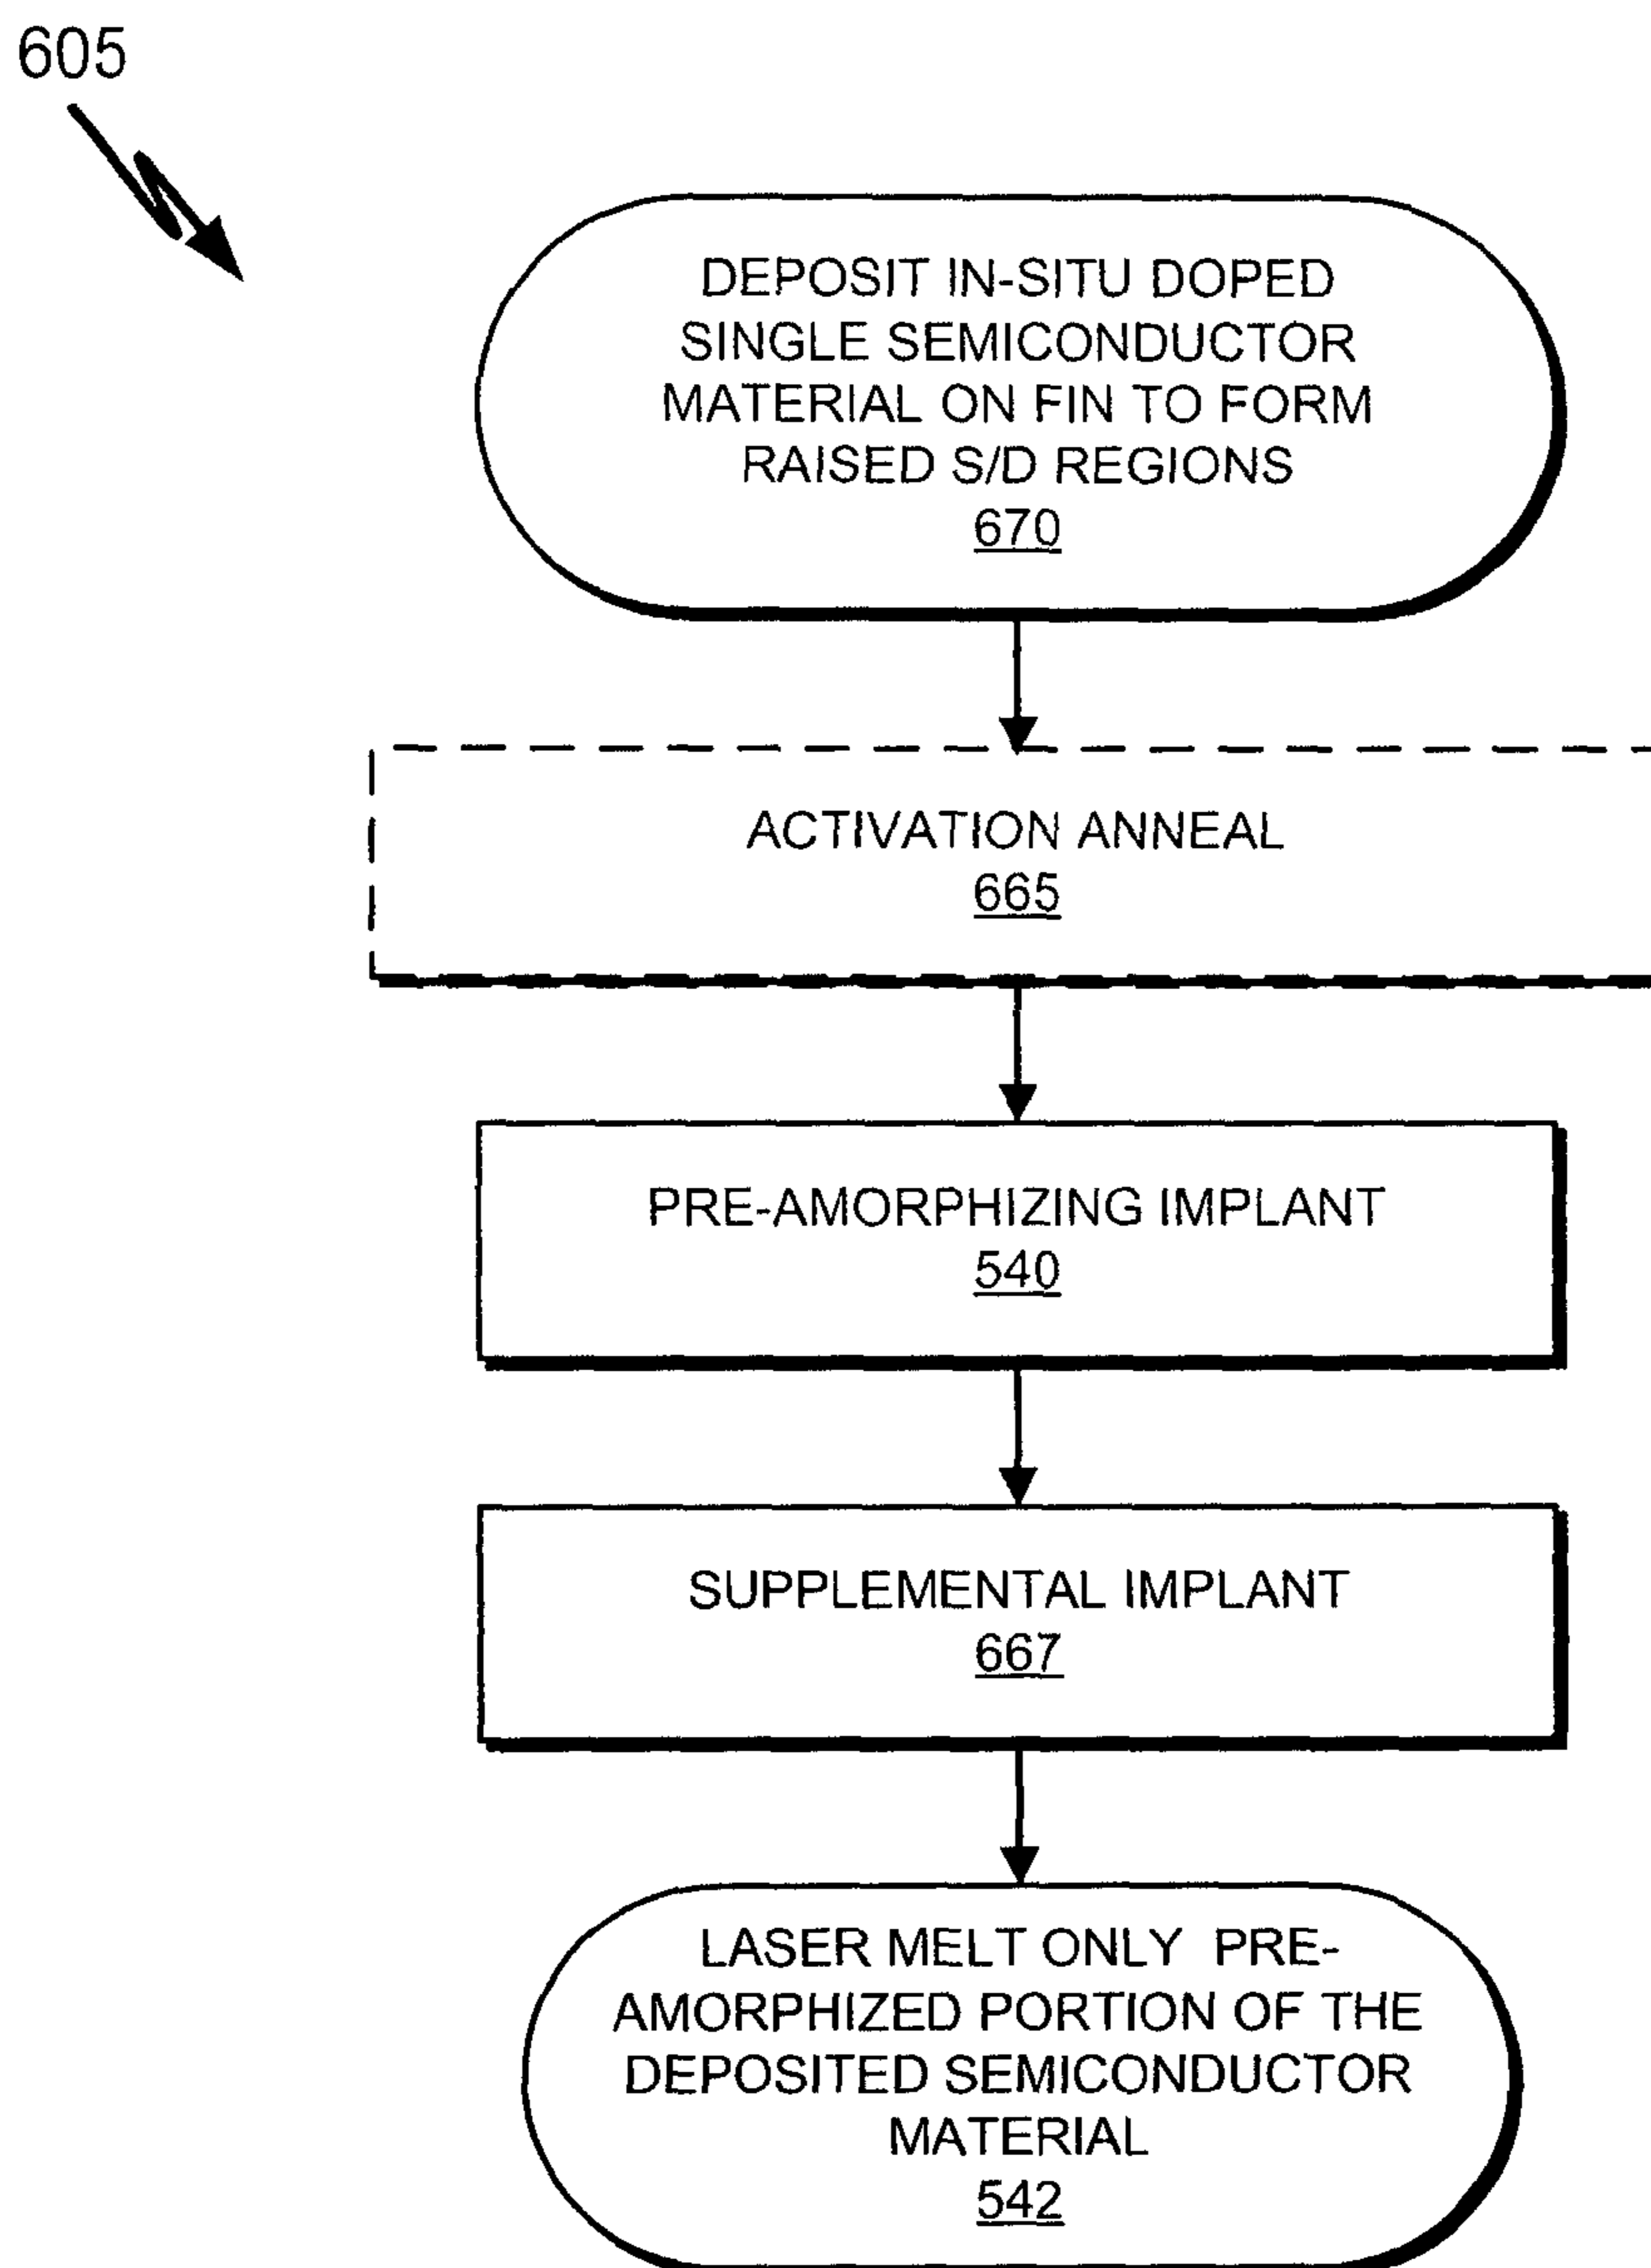 605
DEPOSIT IN-SITU DOPED
SINGLE SEMICONDUCTOR
MATERIAL ON FIN TO FORM
RAISED S/D REGIONS
670
ACTIVATION ANNEAL
665
PRE-AMORPHIZING IMPLANT
540
SUPPLEMENTAL IMPLANT
667
LASER MELT ONLY PRE-
AMORPHIZED PORTION OF THE
DEPOSITED SEMICONDUCTOR
MATERIAL
542